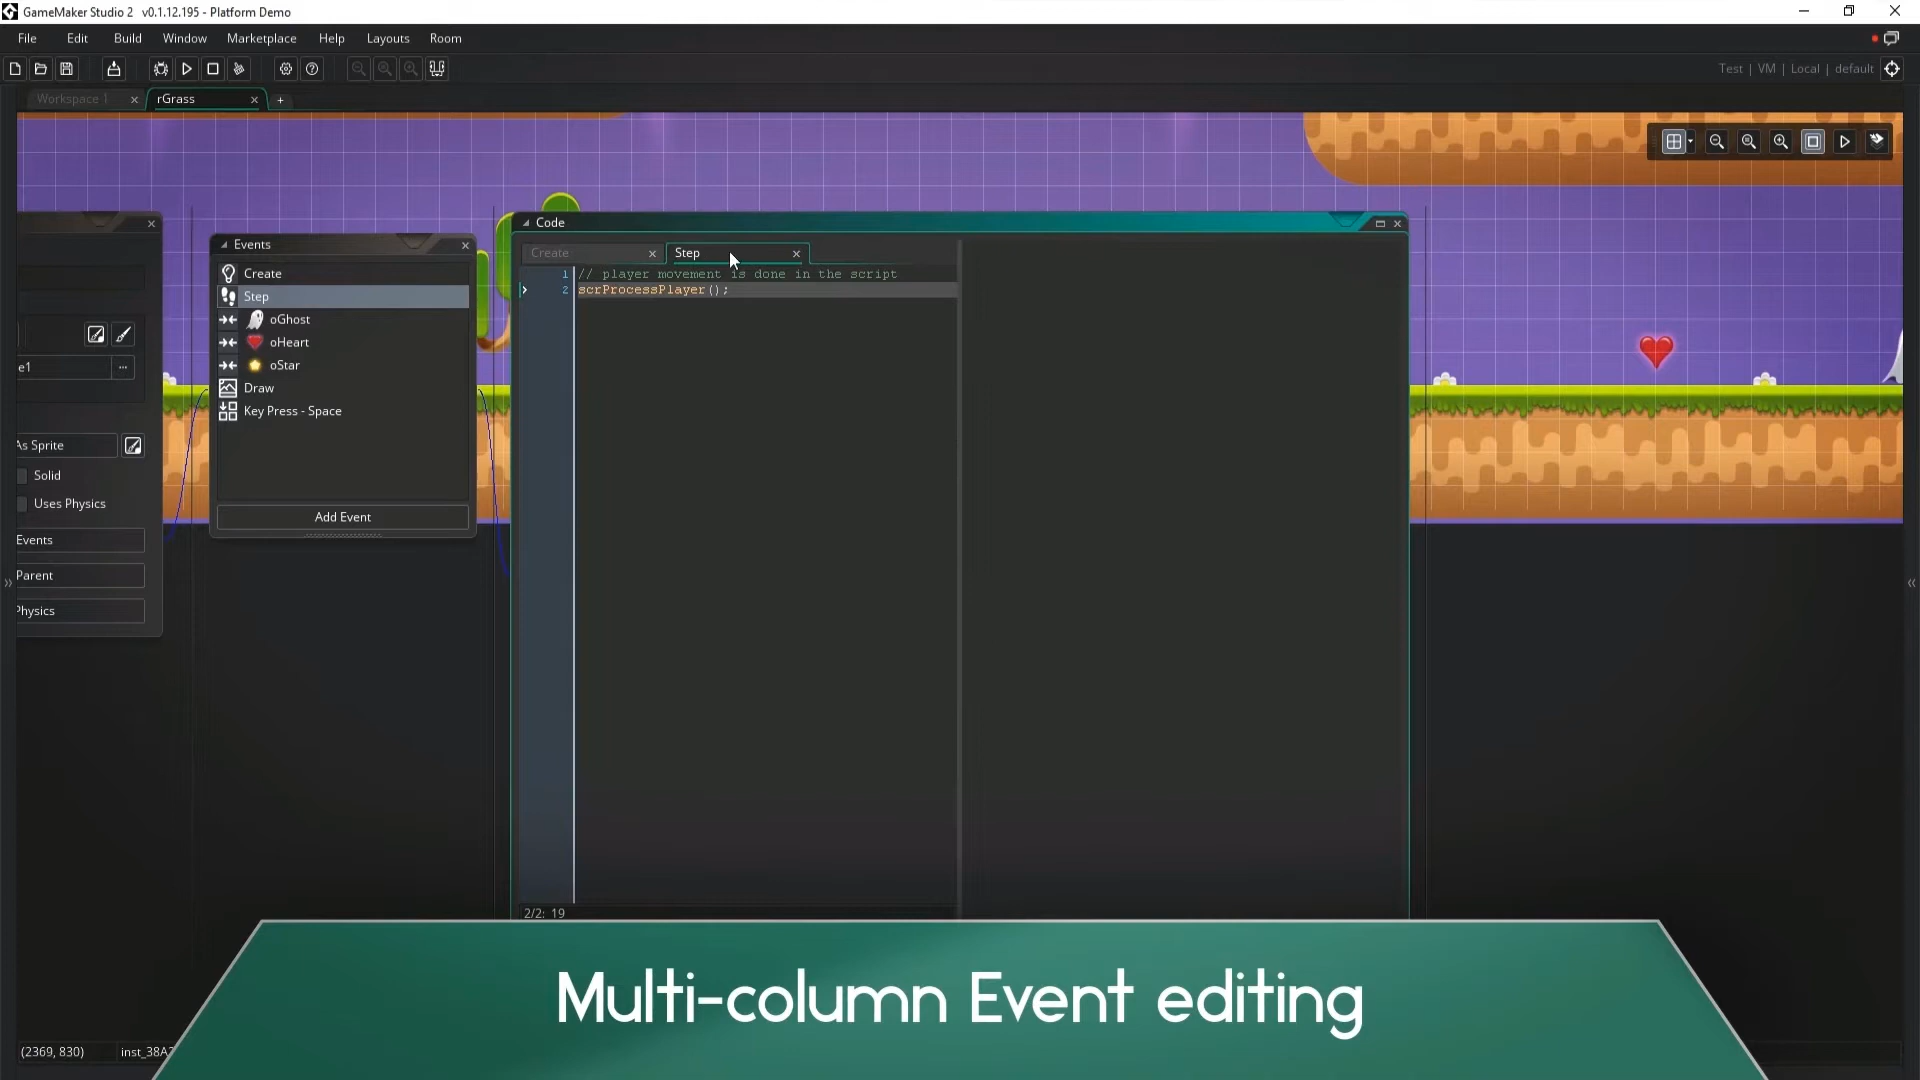 GameMaker Studio 2 v0.1.12.195 - Platform Demo
File Edit Build Window Marketplace Help Layouts Room
Test | VM | Local | default
Workspace 1
rGrass
Code
Events
Create
Step
oGhost
oHeart
oStar
Draw
Key Press - Space
Add Event
Create
Step
1 // player movement is done in the script
2 scrProcessPlayer();
2/2: 19
e1
...
As Sprite
Solid
Uses Physics
Events
Parent
Physics
(2369, 830)
Multi-column Event editing